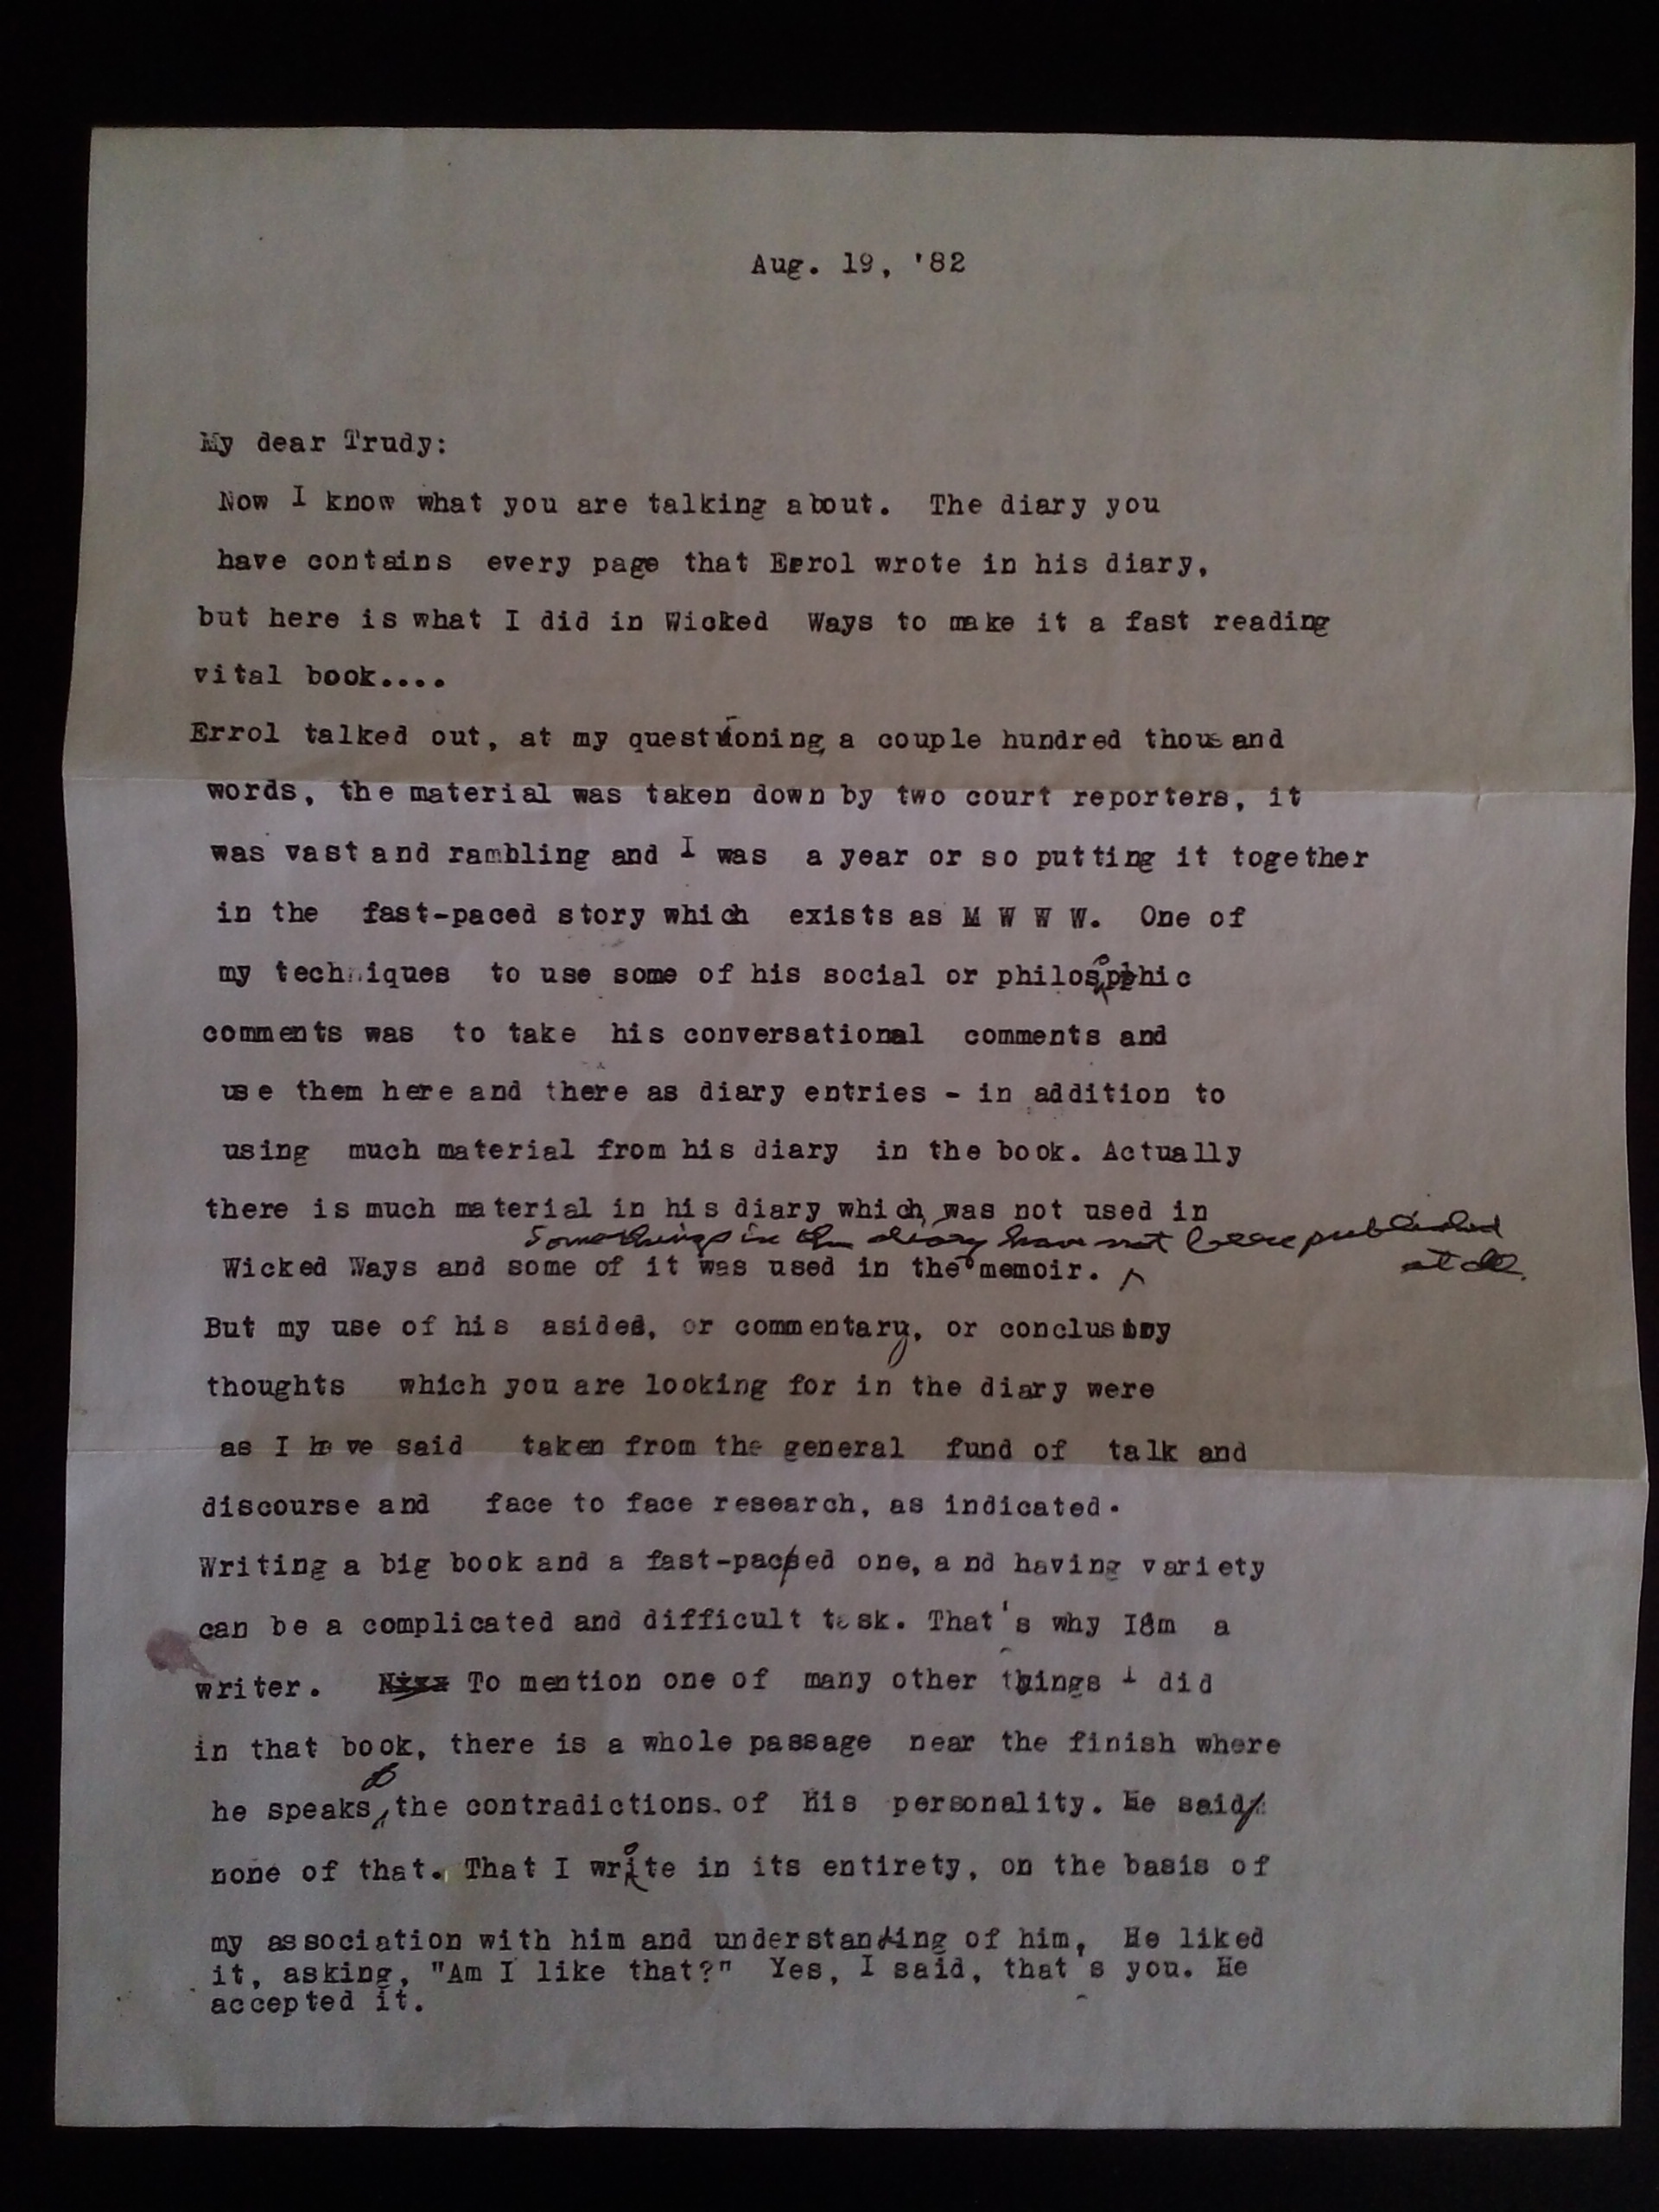 Aug. 19, '82
My dear Trudy:
Now I know what you are talking about. The diary you
have contains every page that Errol wrote in his diary,
but here is what I did in Wicked Ways to make it a fast reading
vital book....
Errol talked out, at my questioning, a couple hundred thousand
words, the material was taken down by two court reporters, it
was vast and rambling and I was a year or so putting it together
in the fast-paced story which exists as M W W W. One of
my techniques to use some of his social or philosophic
comments was to take his conversational comments and
use them here and there as diary entries - in addition to
using much material from his diary in the book. Actually
there is much material in his diary which was not used in
Some things in the diary have not been published
at all.
Wicked Ways and some of it was used in the memoir.
But my use of his asides, or commentary, or conclusory
thoughts which you are looking for in the diary were
as I have said taken from the general fund of talk and
discourse and face to face research, as indicated.
Writing a big book and a fast-paced one, and having variety
can be a complicated and difficult task. That's why I8m a
writer. To mention one of many other things I did
in that book, there is a whole passage near the finish where
he speaks of the contradictions of his personality. He said
none of that. That I wrote in its entirety, on the basis of
my association with him and understanding of him, He liked
it, asking, "Am I like that?" Yes, I said, that s you. He
accepted it.